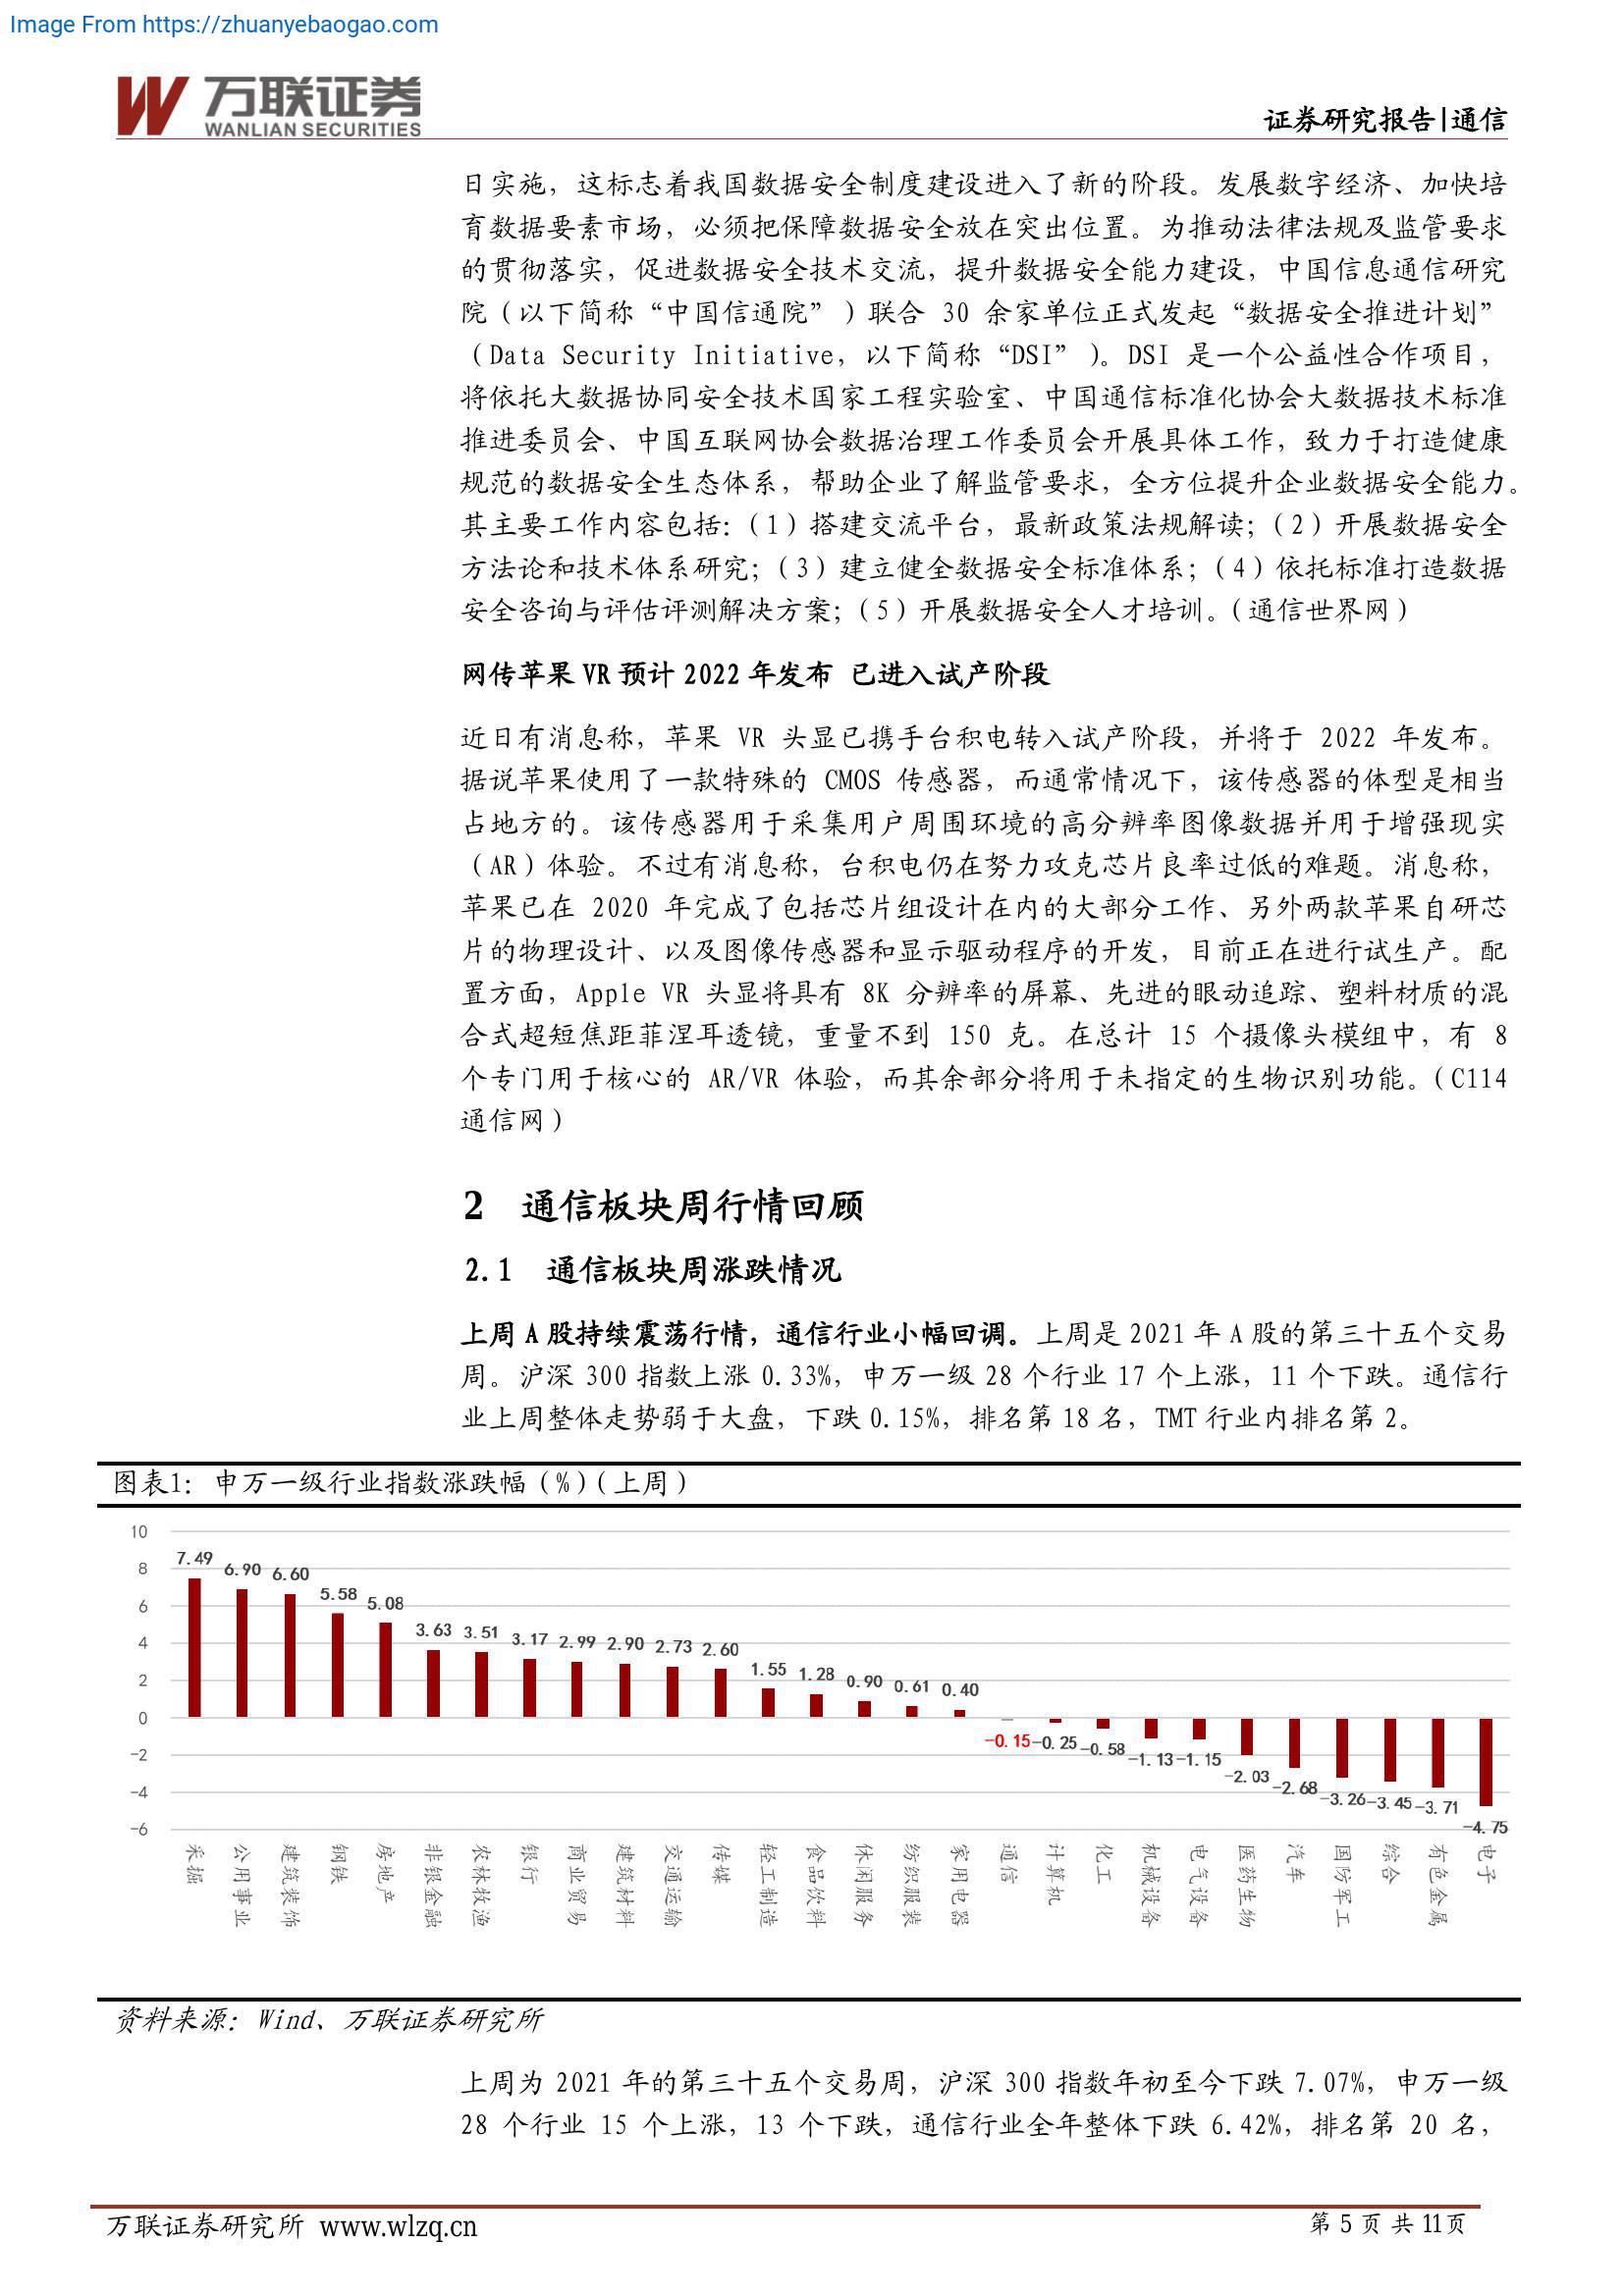 Image From https://zhuanyebaogao.com
万联证券
WANLIAN SECURITIES
证券研究报告|通信
日实施，这标志着我国数据安全制度建设进入了新的阶段。发展数字经济、加快培
育数据要素市场，必须把保障数据安全放在突出位置。为推动法律法规及监管要求
的贯彻落实，促进数据安全技术交流，提升数据安全能力建设，中国信息通信研究
院（以下简称“中国信通院”）联合 30 余家单位正式发起“数据安全推进计划”
（Data Security Initiative，以下简称“DSI”）。DSI 是一个公益性合作项目，
将依托大数据协同安全技术国家工程实验室、中国通信标准化协会大数据技术标准
推进委员会、中国互联网协会数据治理工作委员会开展具体工作，致力于打造健康
规范的数据安全生态体系，帮助企业了解监管要求，全方位提升企业数据安全能力。
其主要工作内容包括：（1）搭建交流平台，最新政策法规解读；（2）开展数据安全
方法论和技术体系研究；（3）建立健全数据安全标准体系；（4）依托标准打造数据
安全咨询与评估评测解决方案；（5）开展数据安全人才培训。（通信世界网）
网传苹果 VR 预计 2022 年发布 已进入试产阶段
近日有消息称，苹果 VR 头显已携手台积电转入试产阶段，并将于 2022 年发布。
据说苹果使用了一款特殊的 CMOS 传感器，而通常情况下，该传感器的体型是相当
占地方的。该传感器用于采集用户周围环境的高分辨率图像数据并用于增强现实
（AR）体验。不过有消息称，台积电仍在努力攻克芯片良率过低的难题。消息称，
苹果已在 2020 年完成了包括芯片组设计在内的大部分工作、另外两款苹果自研芯
片的物理设计、以及图像传感器和显示驱动程序的开发，目前正在进行试生产。配
置方面，Apple VR 头显将具有 8K 分辨率的屏幕、先进的眼动追踪、塑料材质的混
合式超短焦距菲涅耳透镜，重量不到 150 克。在总计 15 个摄像头模组中，有 8
个专门用于核心的 AR/VR 体验，而其余部分将用于未指定的生物识别功能。（C114
通信网）
2 通信板块周行情回顾
2.1 通信板块周涨跌情况
上周 A 股持续震荡行情，通信行业小幅回调。上周是 2021 年 A 股的第三十五个交易
周。沪深 300 指数上涨 0.33%，申万一级 28 个行业 17 个上涨，11 个下跌。通信行
业上周整体走势弱于大盘，下跌 0.15%，排名第 18 名，TMT 行业内排名第 2。
图表1：申万一级行业指数涨跌幅（%）（上周）
10
8
6
4
2
0
-2
-4
-6
7.49 6.90 6.60 5.58 5.08 3.63 3.51 3.17 2.99 2.90 2.73 2.60 1.55 1.28 0.90 0.61 0.40 -0.15 -0.25 -0.58 -1.13 -1.15 -2.03 -2.68 -3.26 -3.45 -3.71 -4.75
采掘 公用事业 建筑装饰 钢铁 房地产 非银金融 农林牧渔 银行 商业贸易 建筑材料 交通运输 传媒 轻工制造 食品饮料 休闲服务 纺织服装 家用电器 通信 计算机 化工 机械设备 电气设备 医药生物 汽车 国防军工 综合 有色金属 电子
资料来源：Wind、万联证券研究所
上周为 2021 年的第三十五个交易周，沪深 300 指数年初至今下跌 7.07%，申万一级
28 个行业 15 个上涨，13 个下跌，通信行业全年整体下跌 6.42%，排名第 20 名，
万联证券研究所 www.wlzq.cn
第 5 页 共 11 页